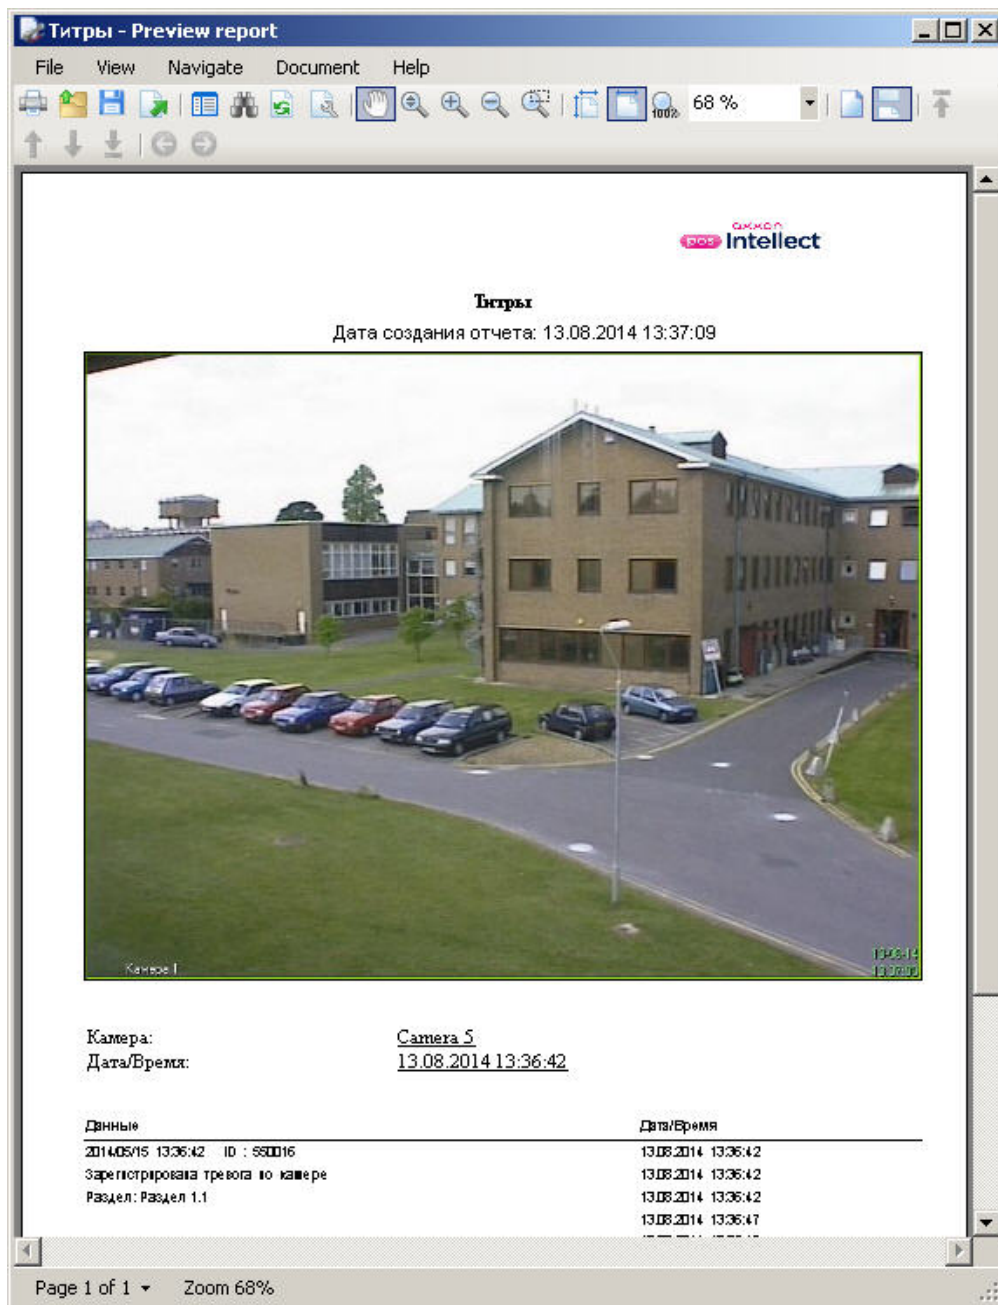 Титры - Preview report
File View Navigate Document Help
100% 68 %
axxon
pos Intellect
Титры
Дата создания отчета: 13.08.2014 13:37:09
Камера 1
Камера: Camera 5
Дата/Время: 13.08.2014 13:36:42
Данные Дата/Время
2014/05/15 13:36:42 ID : 550016 13.08.2014 13:36:42
Зарегистрирована тревога по камере 13.08.2014 13:36:42
Раздел: Раздел 1.1 13.08.2014 13:36:42
13.08.2014 13:36:47
Page 1 of 1 Zoom 68%